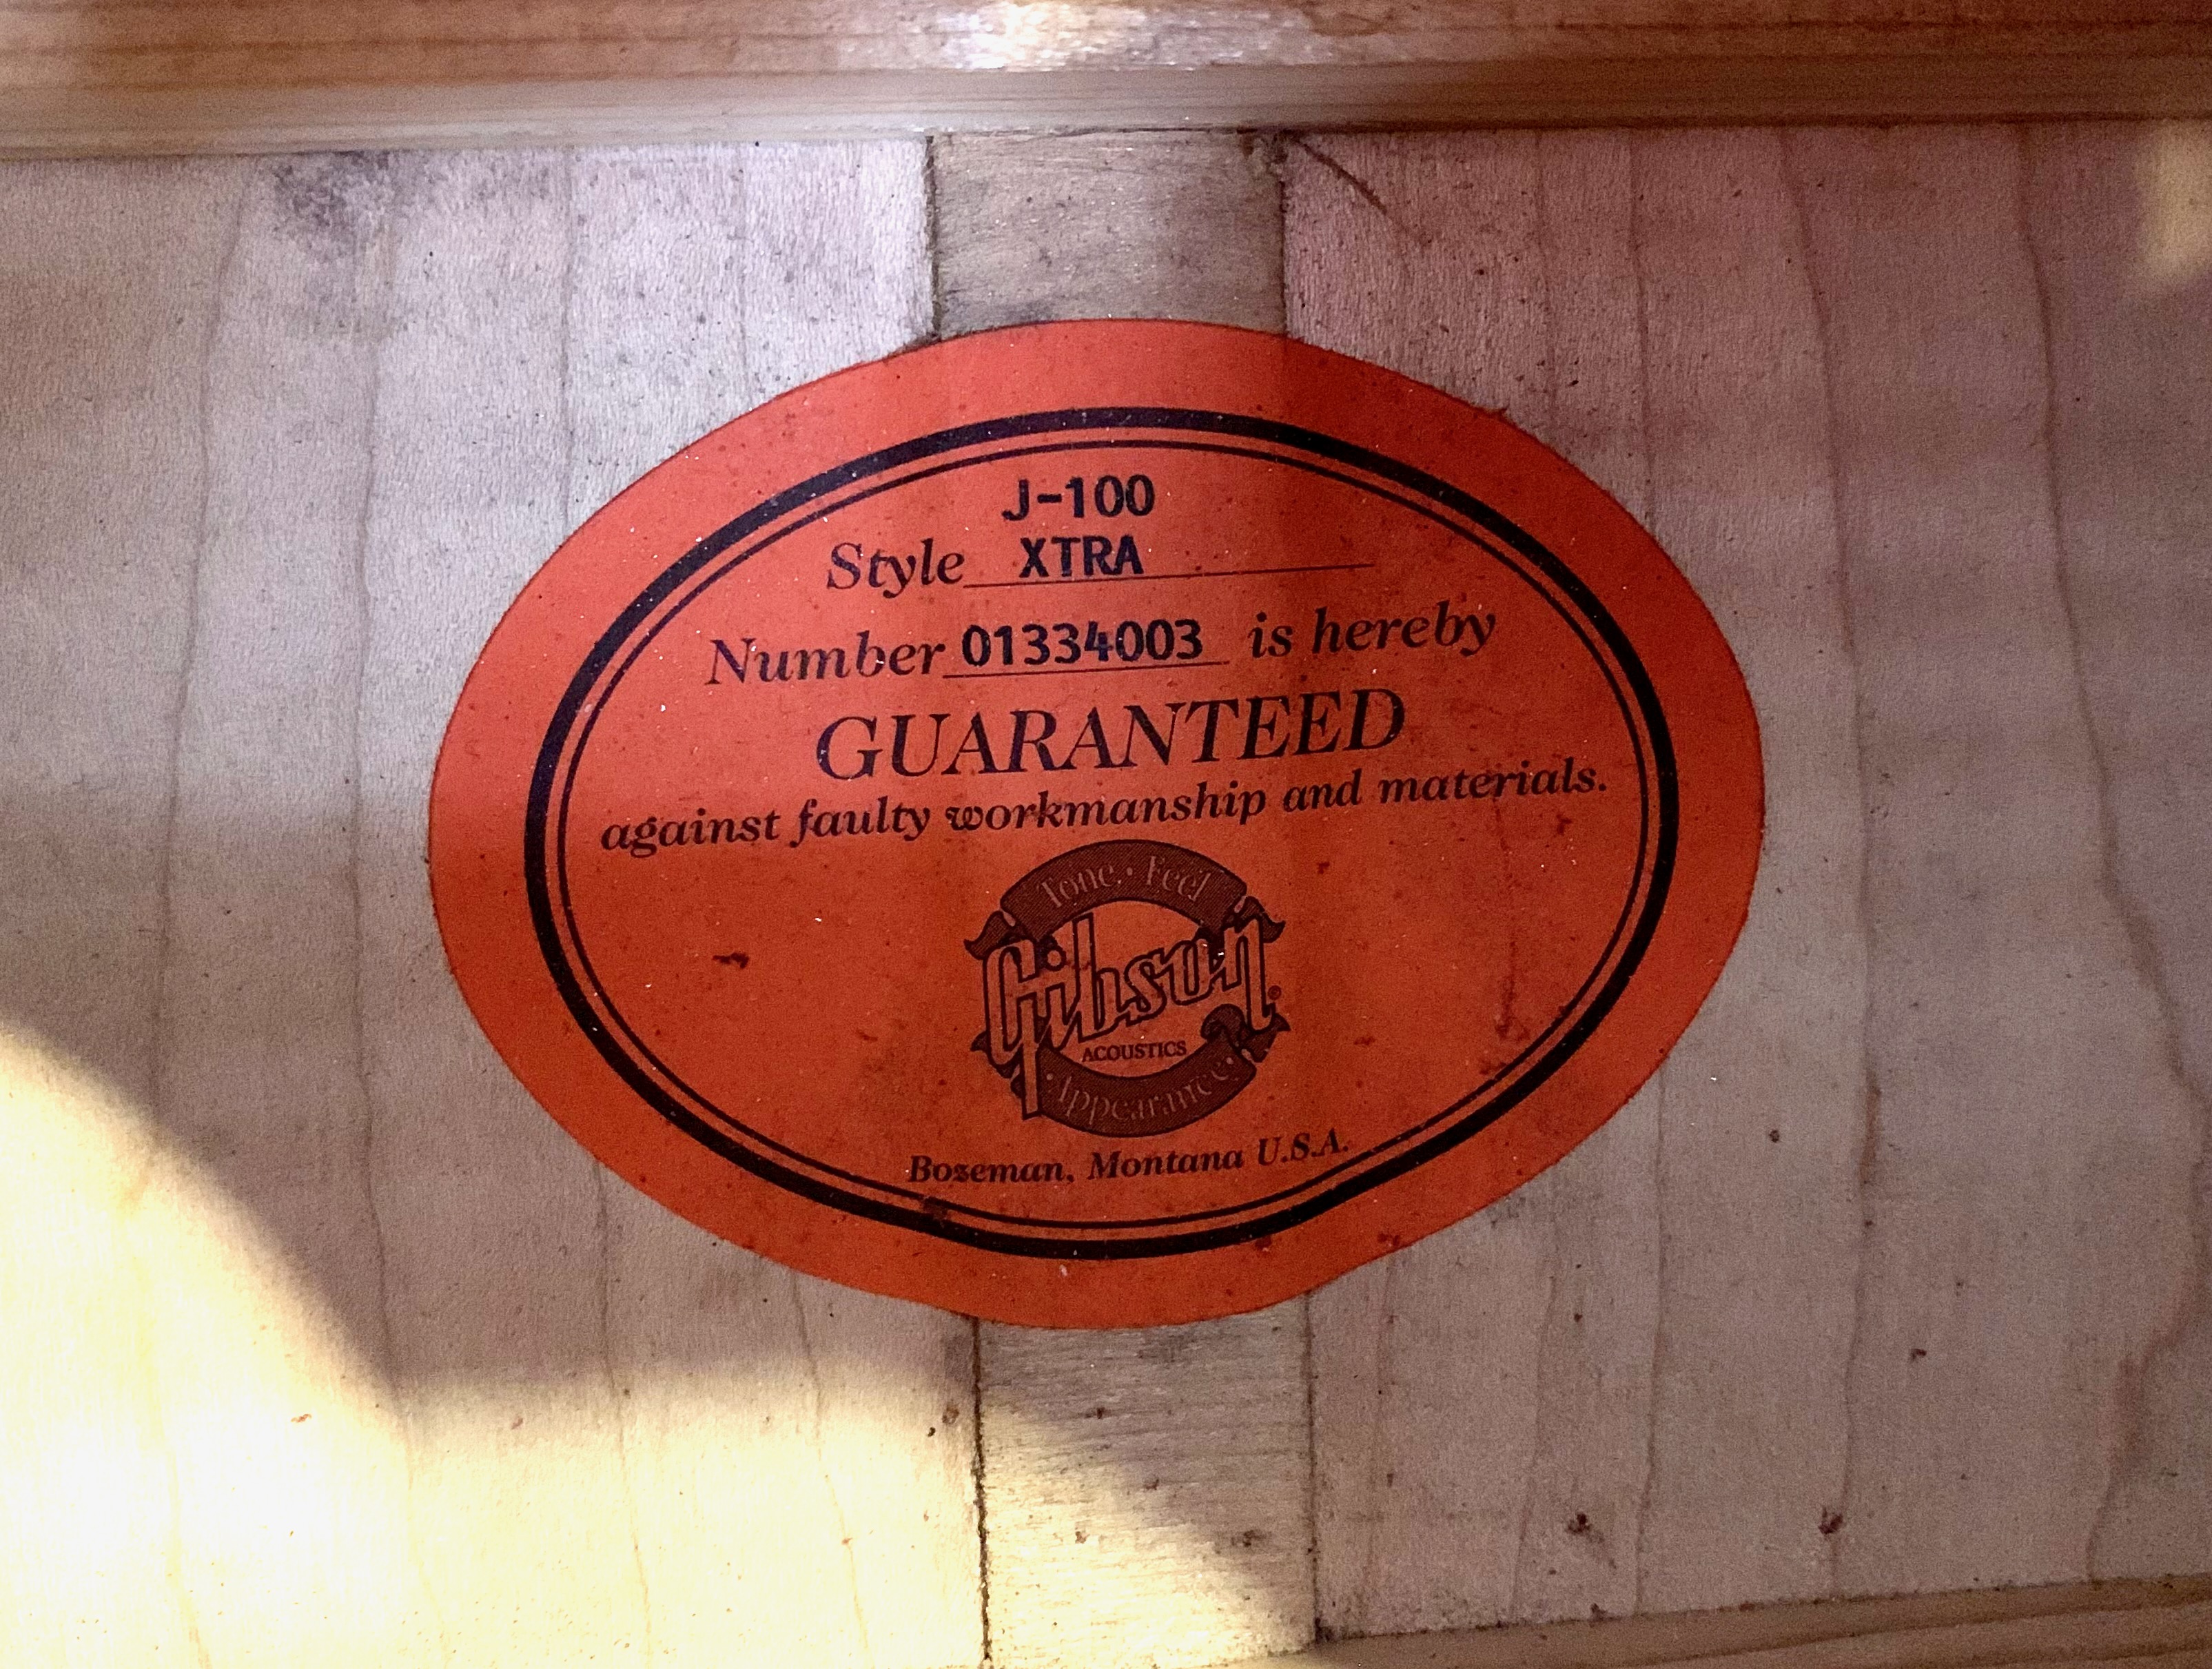 J-100
Style XTRA
Number 01334003 is hereby
GUARANTEED
against faulty workmanship and materials.
Tone · Feel
Gibson®
ACOUSTICS
· Appearance ·
Bozeman, Montana U.S.A.